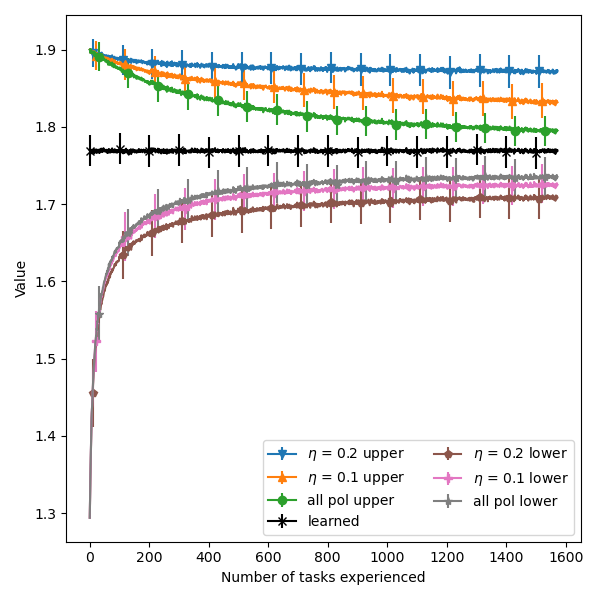 1.9
1.8
1.7
1.6
1.5
1.4
1.3
Value
η = 0.2 upper
η = 0.1 upper
all pol upper
learned
η = 0.2 lower
η = 0.1 lower
all pol lower
0 200 400 600 800 1000 1200 1400 1600
Number of tasks experienced